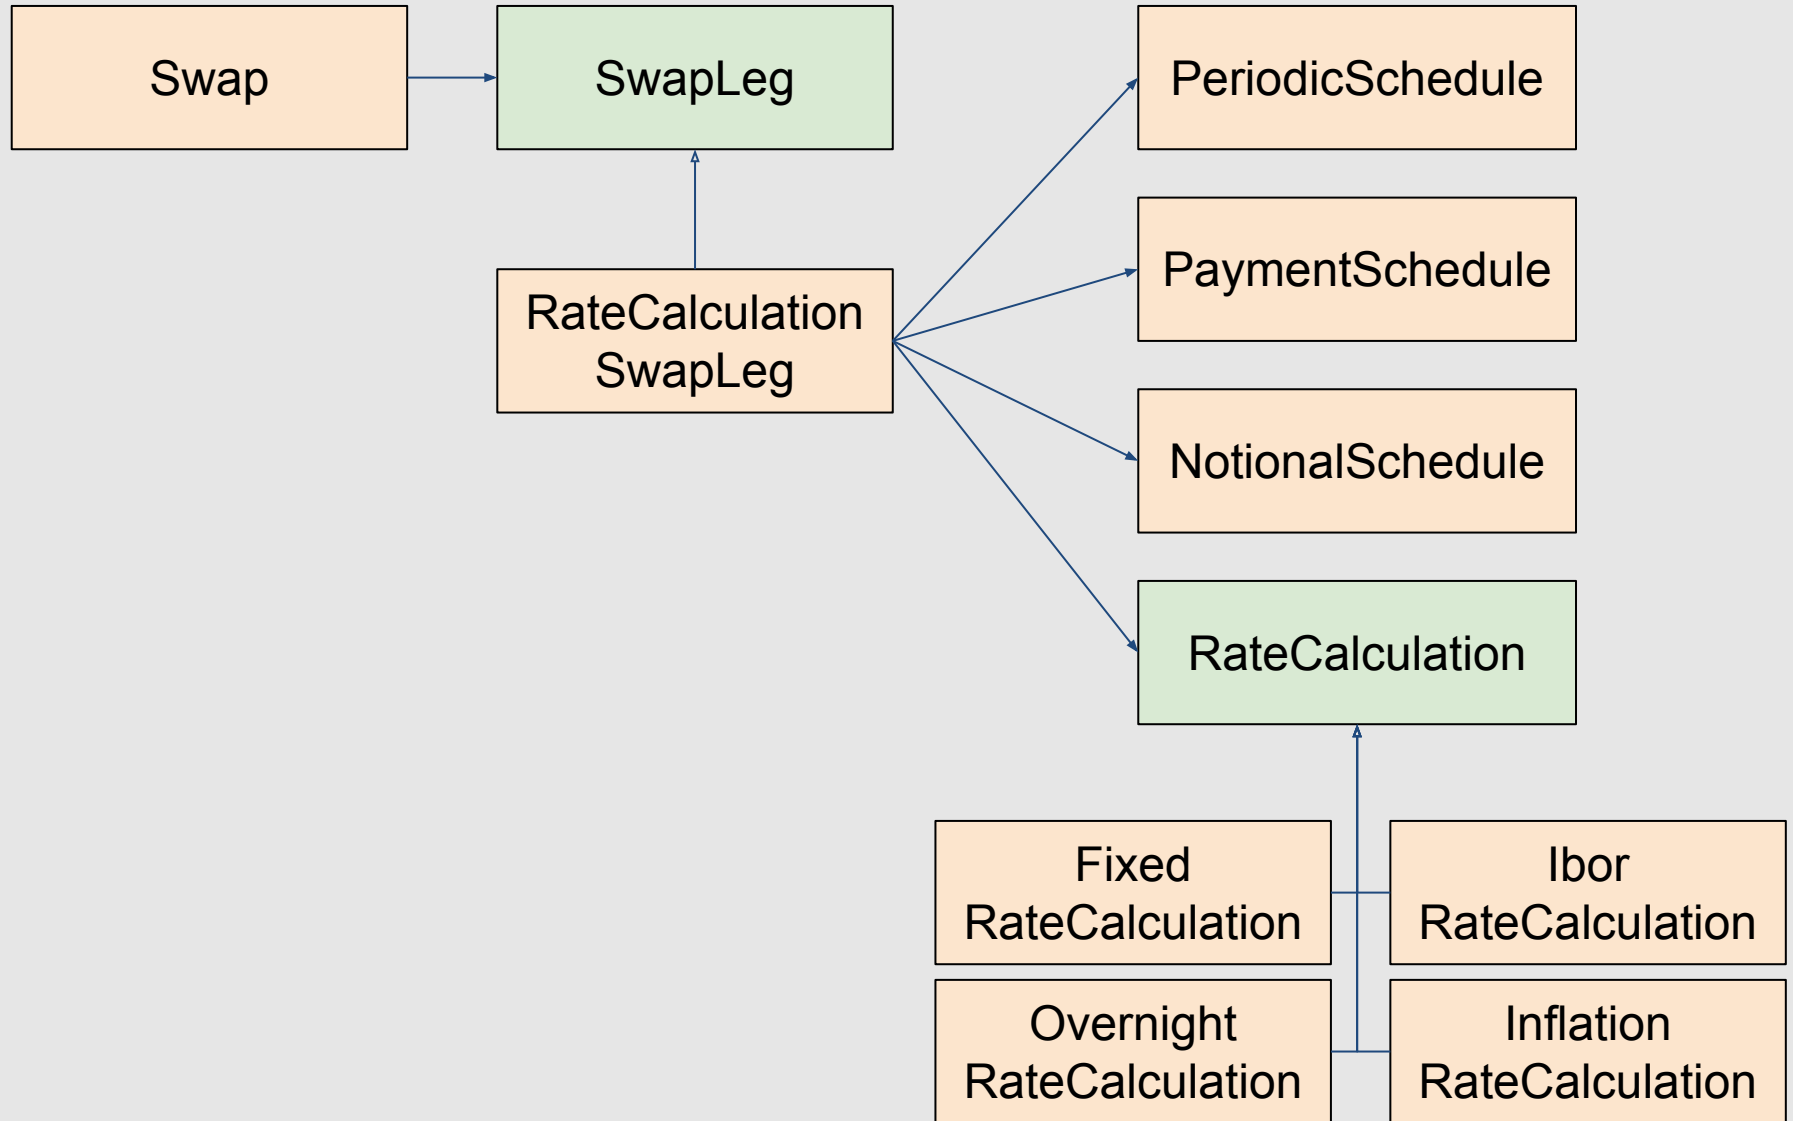 Swap
SwapLeg
PeriodicSchedule
PaymentSchedule
RateCalculation
SwapLeg
NotionalSchedule
RateCalculation
Fixed
RateCalculation
Ibor
RateCalculation
Overnight
RateCalculation
Inflation
RateCalculation